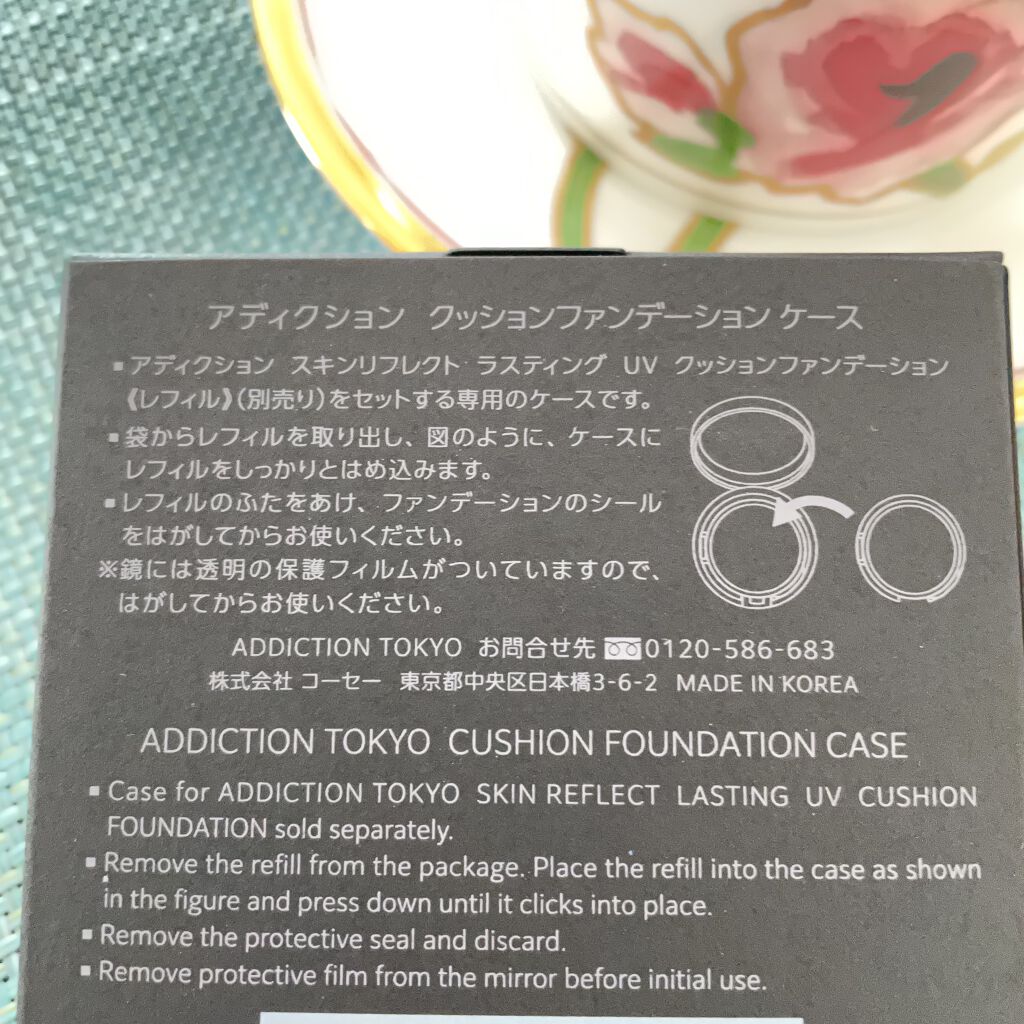 アディクション クッションファンデーション ケース
▪アディクション スキンリフレクト ラスティング UV クッションファンデーション
《レフィル》(別売り)をセットする専用のケースです。
▪袋からレフィルを取り出し、図のように、ケースに
レフィルをしっかりとはめ込みます。
▪レフィルのふたをあけ、ファンデーションのシール
をはがしてからお使いください。
※鏡には透明の保護フィルムがついていますので、
はがしてからお使いください。
ADDICTION TOKYO お問合せ先 0120-586-683
株式会社 コーセー 東京都中央区日本橋3-6-2 MADE IN KOREA
ADDICTION TOKYO CUSHION FOUNDATION CASE
▪Case for ADDICTION TOKYO SKIN REFLECT LASTING UV CUSHION
FOUNDATION sold separately.
▪Remove the refill from the package. Place the refill into the case as shown
in the figure and press down until it clicks into place.
▪Remove the protective seal and discard.
▪Remove protective film from the mirror before initial use.